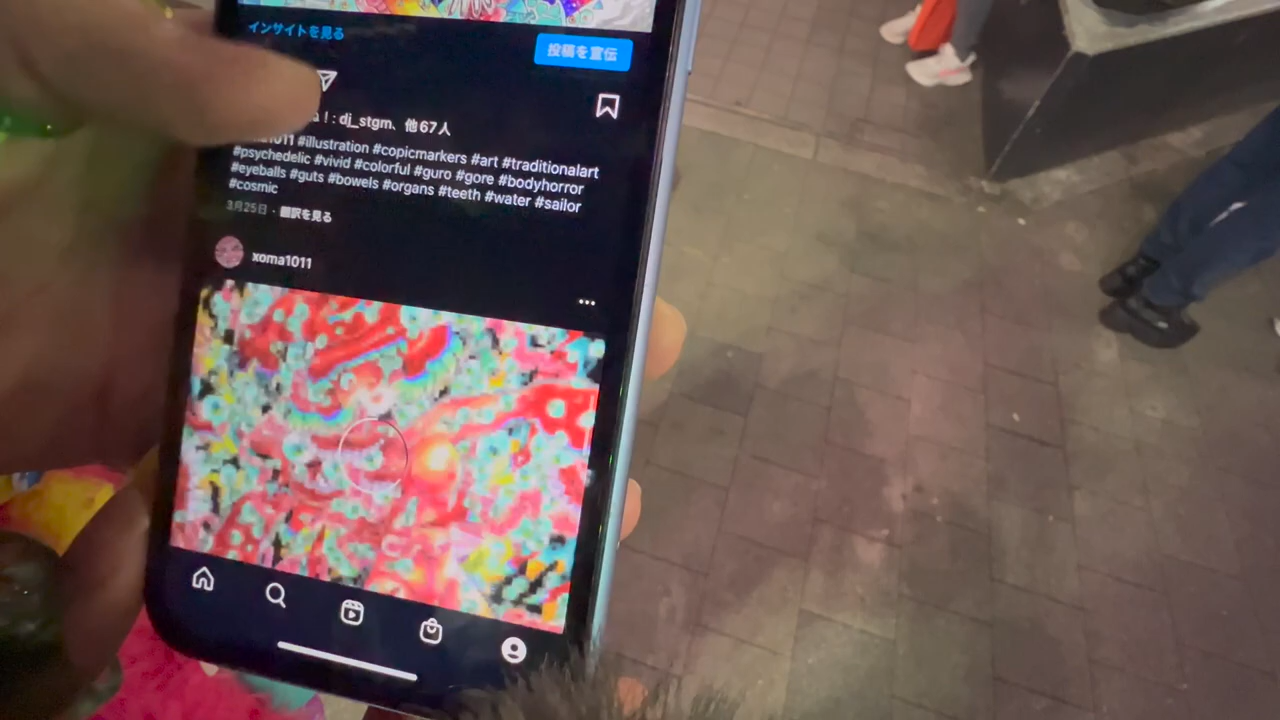 インサイトを見る
投稿を宣伝
！: dj_stgm、他67人
#illustration #copicmarkers #art #traditionalart
#psychedelic #vivid #colorful #guro #gore #bodyhorror
#eyeballs #guts #bowels #organs #teeth #water #sailor
#cosmic
3月25日・翻訳を見る
xoma1011